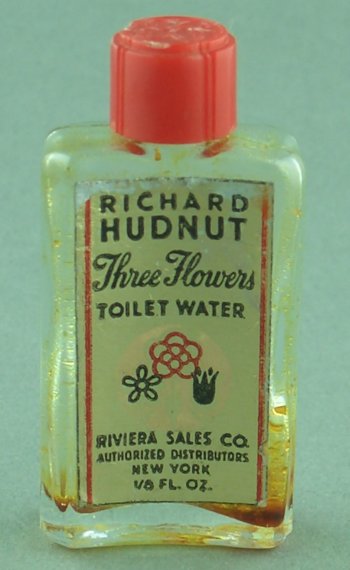 RICHARD
HUDNUT
Three Flowers
TOILET WATER
RIVIERA SALES CO.
AUTHORIZED DISTRIBUTORS
NEW YORK
1/8 FL. OZ.